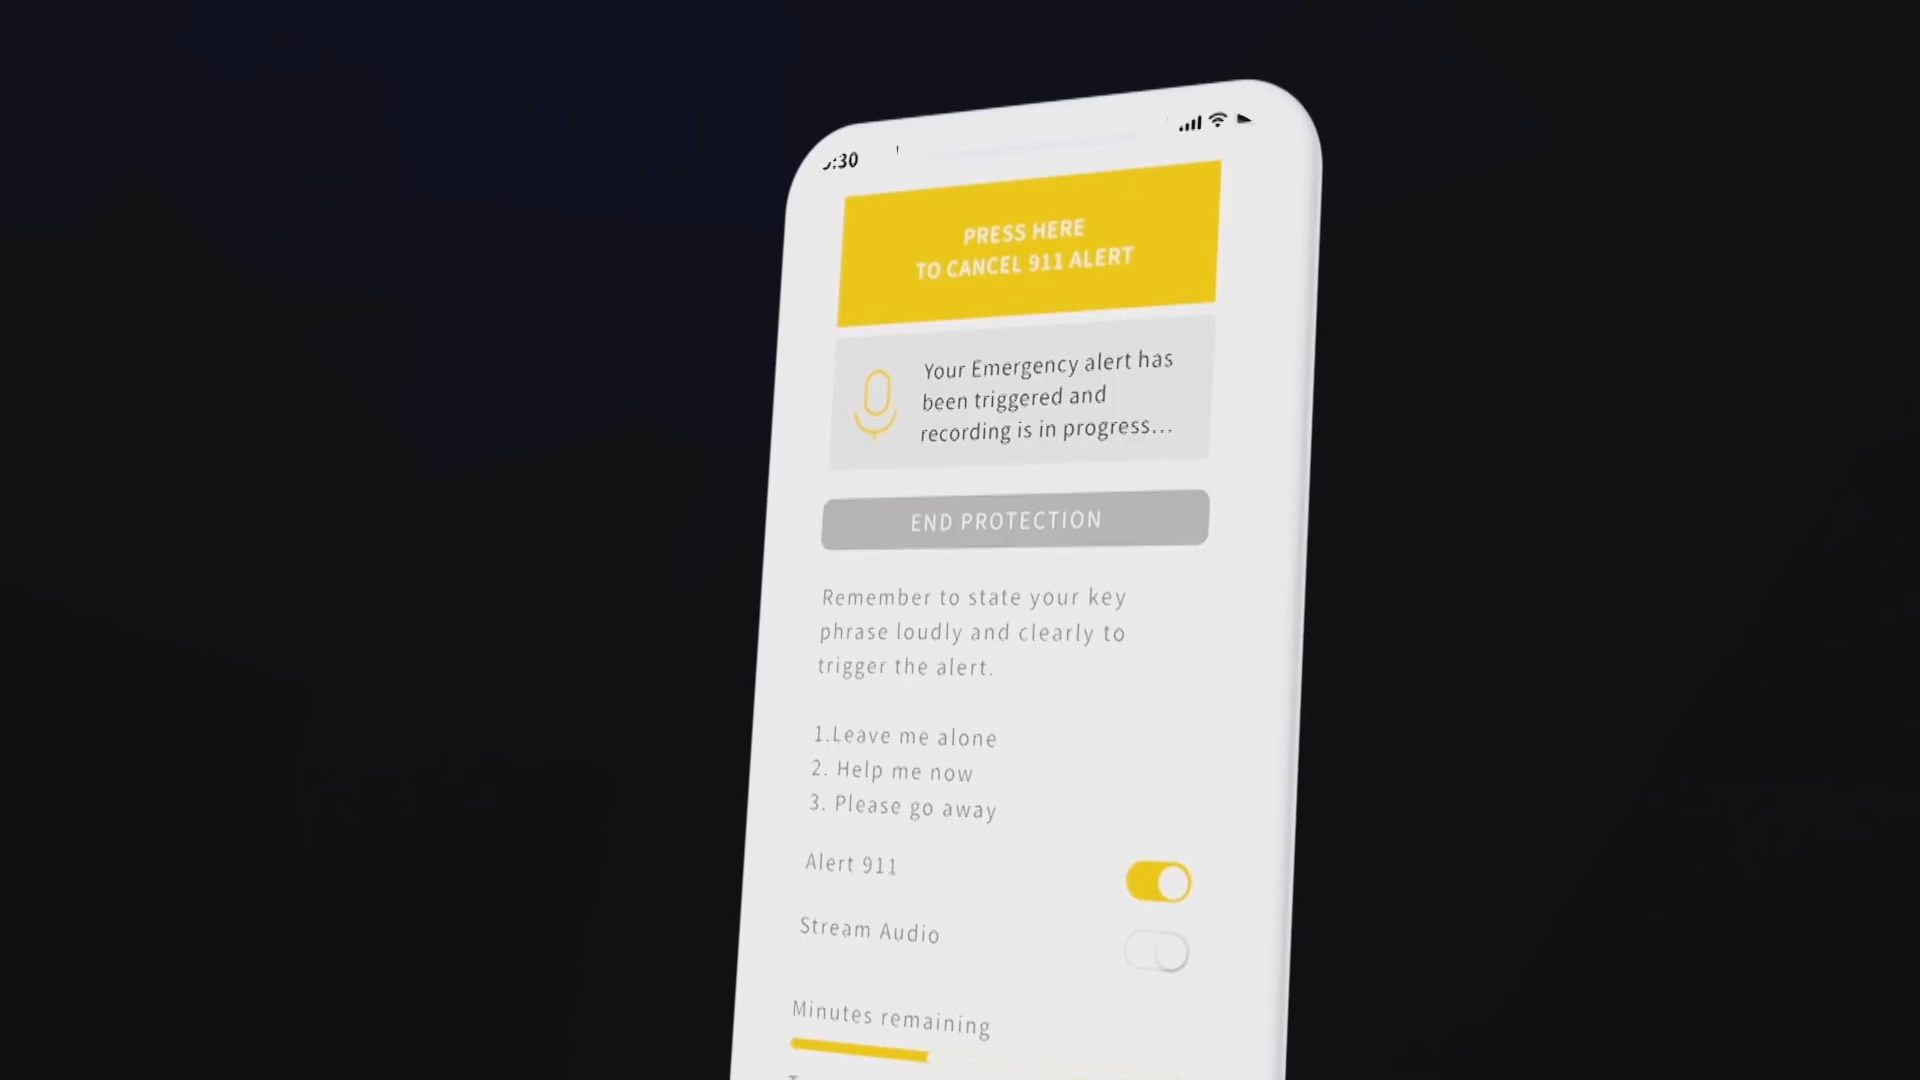 :30
PRESS HERE
TO CANCEL 911 ALERT
Your Emergency alert has
been triggered and
recording is in progress...
END PROTECTION
Remember to state your key
phrase loudly and clearly to
trigger the alert.
1.Leave me alone
2. Help me now
3. Please go away
Alert 911
Stream Audio
Minutes remaining